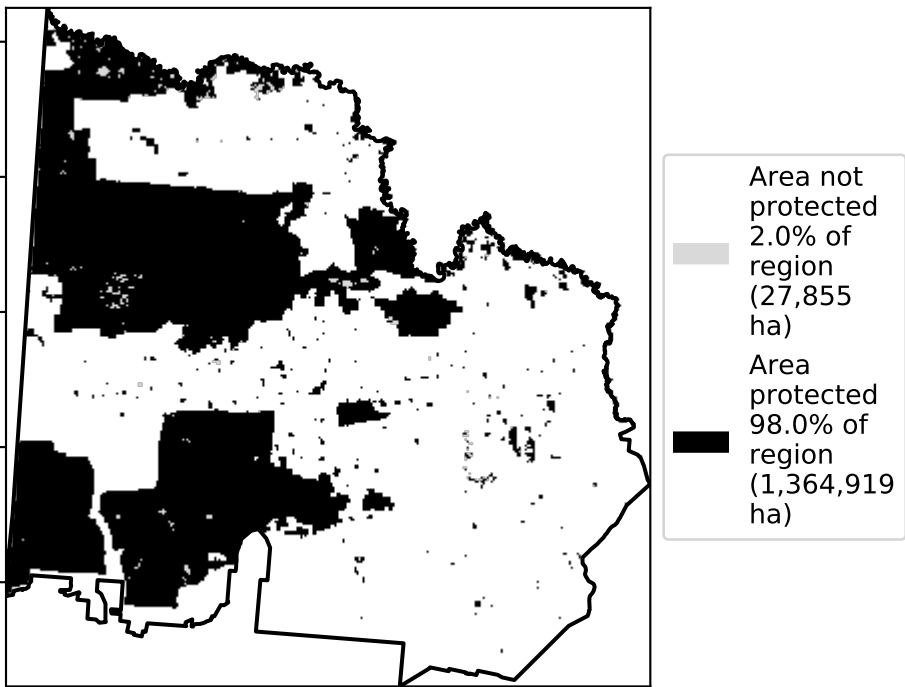 Area not
protected
2.0% of
region
(27,855
ha)
Area
protected
98.0% of
region
(1,364,919
ha)